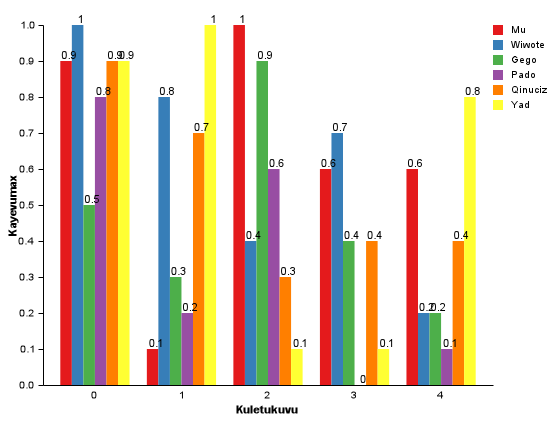 Kayevumax
1.0
0.9
0.8
0.7
0.6
0.5
0.4
0.3
0.2
0.1
0.0
0.9 1 0.5 0.8 0.9 0.9
0.1 0.8 0.3 0.2 0.7 1
1 0.4 0.9 0.6 0.3 0.1
0.6 0.7 0.4 0 0.4 0.1
0.6 0.2 0.2 0.1 0.4 0.8
0 1 2 3 4
Kuletukuvu
Mu
Wiwote
Gego
Pado
Qinuciz
Yad